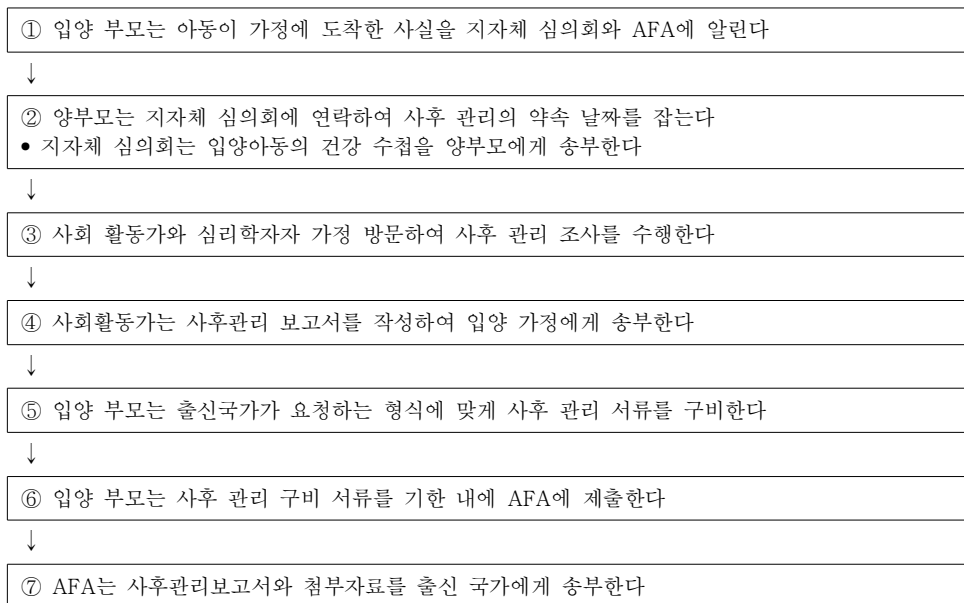 ① 입양 부모는 아동이 가정에 도착한 사실을 지자체 심의회와 AFA에 알린다
↓
② 양부모는 지자체 심의회에 연락하여 사후 관리의 약속 날짜를 잡는다
• 지자체 심의회는 입양아동의 건강 수첩을 양부모에게 송부한다
↓
③ 사회 활동가와 심리학자자 가정 방문하여 사후 관리 조사를 수행한다
↓
④ 사회활동가는 사후관리 보고서를 작성하여 입양 가정에게 송부한다
↓
⑤ 입양 부모는 출신국가가 요청하는 형식에 맞게 사후 관리 서류를 구비한다
↓
⑥ 입양 부모는 사후 관리 구비 서류를 기한 내에 AFA에 제출한다
↓
⑦ AFA는 사후관리보고서와 첨부자료를 출신 국가에게 송부한다